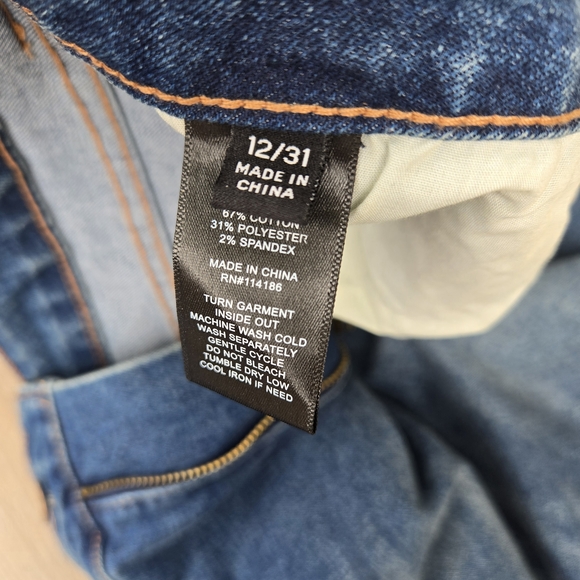 12/31
MADE IN
CHINA
67% COTTON
31% POLYESTER
2% SPANDEX
MADE IN CHINA
RN#114186
TURN GARMENT
INSIDE OUT
MACHINE WASH COLD
WASH SEPARATELY
GENTLE CYCLE
DO NOT BLEACH
TUMBLE DRY LOW
COOL IRON IF NEED